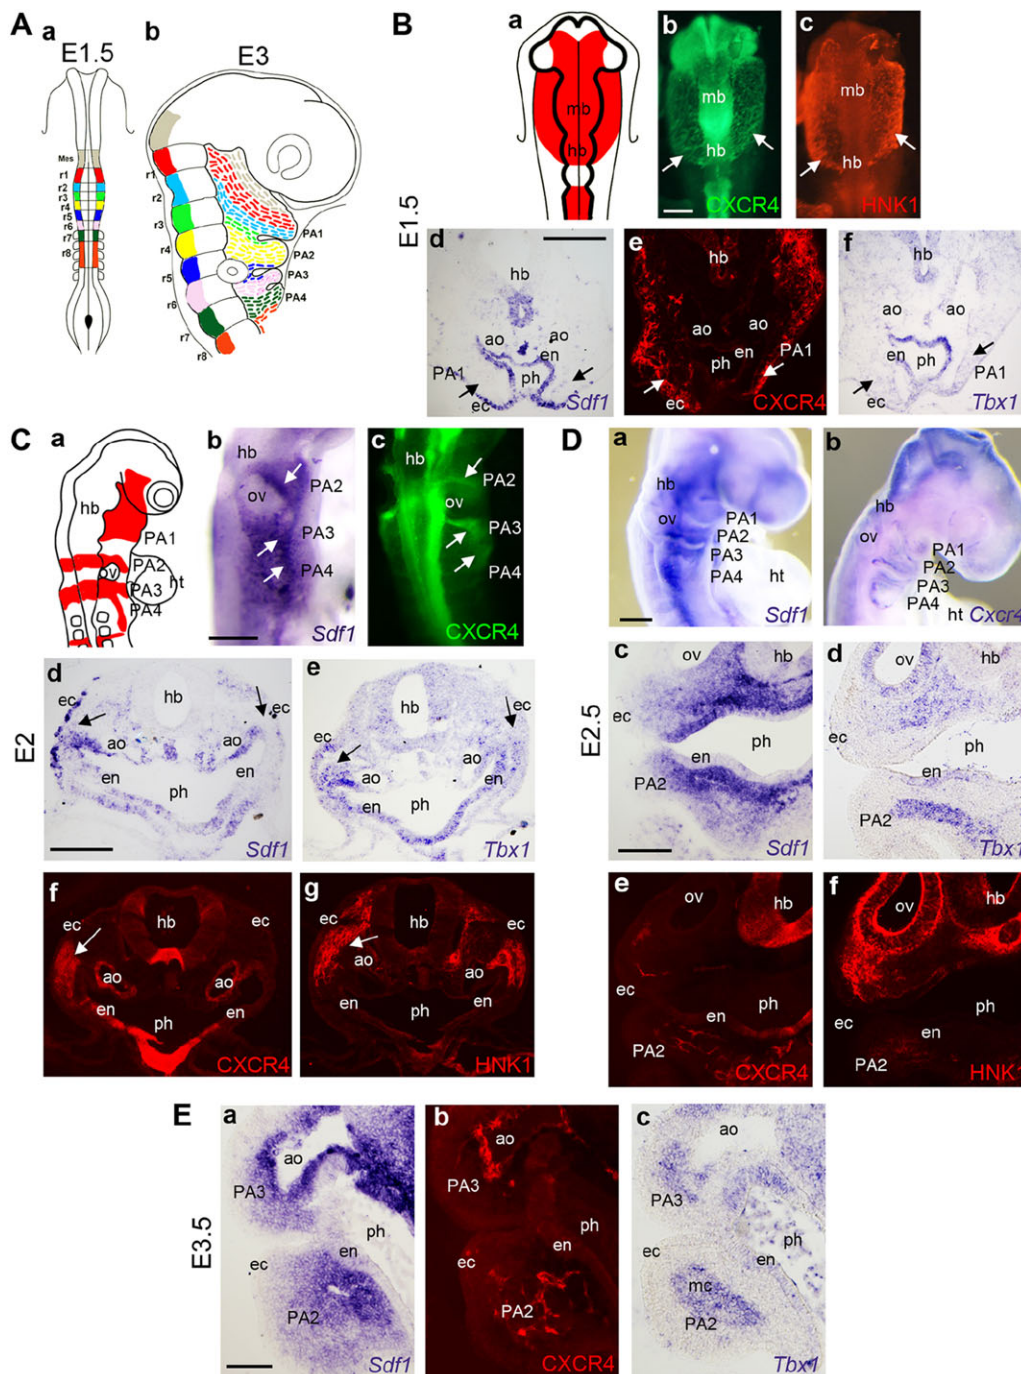 A
a
E1.5
b
E3
Mes
r1
r2
r3
r4
r5
r6
r7
r8
r1
r2
r3
r4
r5
r6
r7
r8
PA1
PA2
PA3
PA4
B
E1.5
a
mb
hb
b
mb
hb
CXCR4
c
mb
hb
HNK1
d
hb
ao
ao
en
PA1
ph
ec
Sdf1
e
hb
ao
ao
en
PA1
ph
ec
CXCR4
f
hb
ao
ao
en
ph
PA1
ec
Tbx1
C
a
hb
PA1
PA2
ov
ht
PA3
PA4
b
hb
ov
PA2
PA3
PA4
Sdf1
c
hb
PA2
ov
PA3
PA4
CXCR4
E2
d
ec
hb
ec
ao
ao
en
en
ph
Sdf1
e
ec
hb
ec
ao
ao
en
en
ph
Tbx1
f
ec
hb
ec
ao
ao
en
en
ph
CXCR4
g
ec
hb
ec
ao
ao
en
en
ph
HNK1
D
E2.5
a
hb
ov
PA1
PA2
PA3
PA4
ht
Sdf1
b
hb
ov
PA1
PA2
PA3
PA4
ht
Cxcr4
c
ov
hb
ec
ph
en
PA2
Sdf1
d
ov
hb
ec
ph
en
PA2
Tbx1
e
ov
hb
ec
ph
en
PA2
CXCR4
f
ov
hb
ec
ph
en
PA2
HNK1
E
E3.5
a
ao
PA3
ph
en
ec
PA2
Sdf1
b
ao
PA3
ph
en
ec
PA2
CXCR4
c
ao
PA3
ph
ec
en
mc
PA2
Tbx1